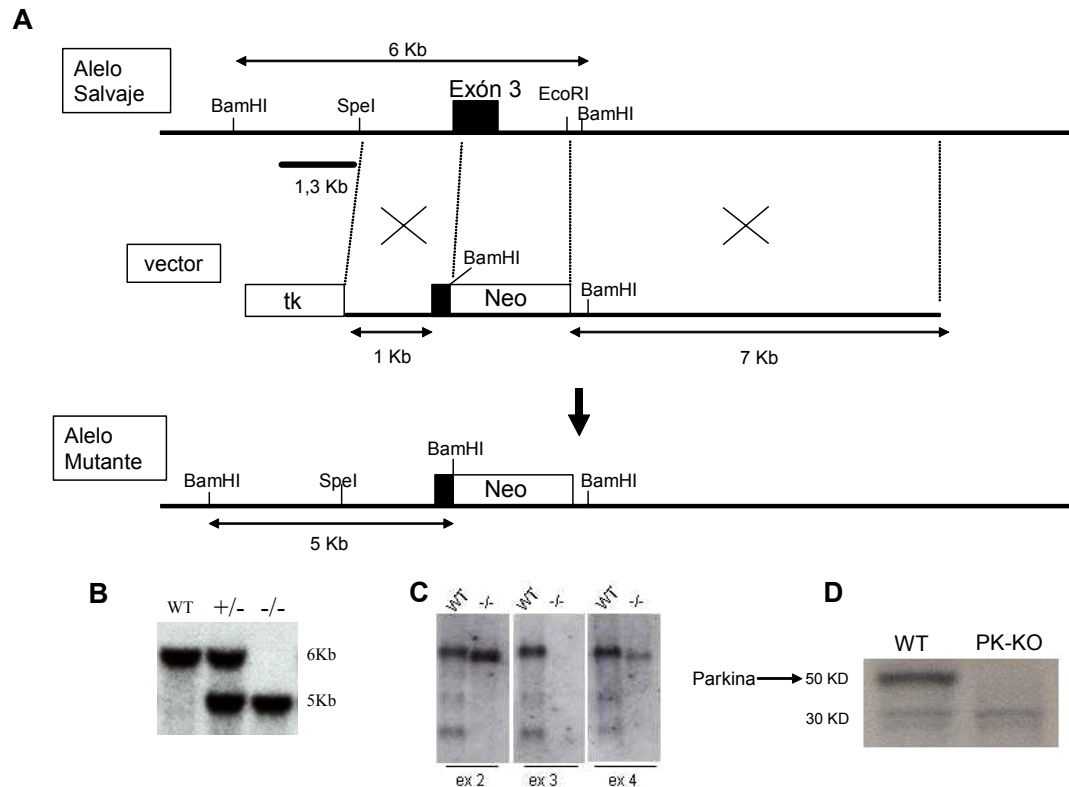 A
6 Kb
Alelo
Salvaje
Exón 3
BamHI
SpeI
EcoRI
BamHI
1,3 Kb
vector
BamHI
tk
Neo
BamHI
1 Kb
7 Kb
Alelo
Mutante
BamHI
BamHI
SpeI
Neo
BamHI
5 Kb
B
WT +/- -/-
6Kb
5Kb
C
WT -/- WT -/- WT -/-
ex 2 ex 3 ex 4
D
WT PK-KO
Parkina 50 KD
30 KD